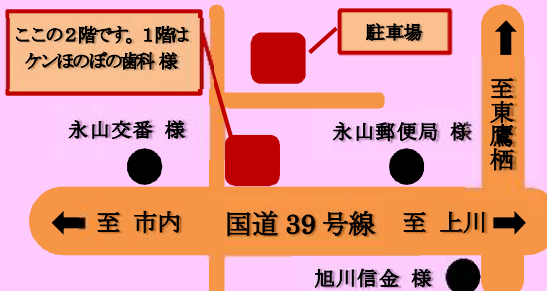 ここの２階です。１階は
ケンほのぼの歯科 様
駐車場
至東鷹栖
永山交番 様
永山郵便局 様
至 市内
国道 39 号線
至 上川
旭川信金 様